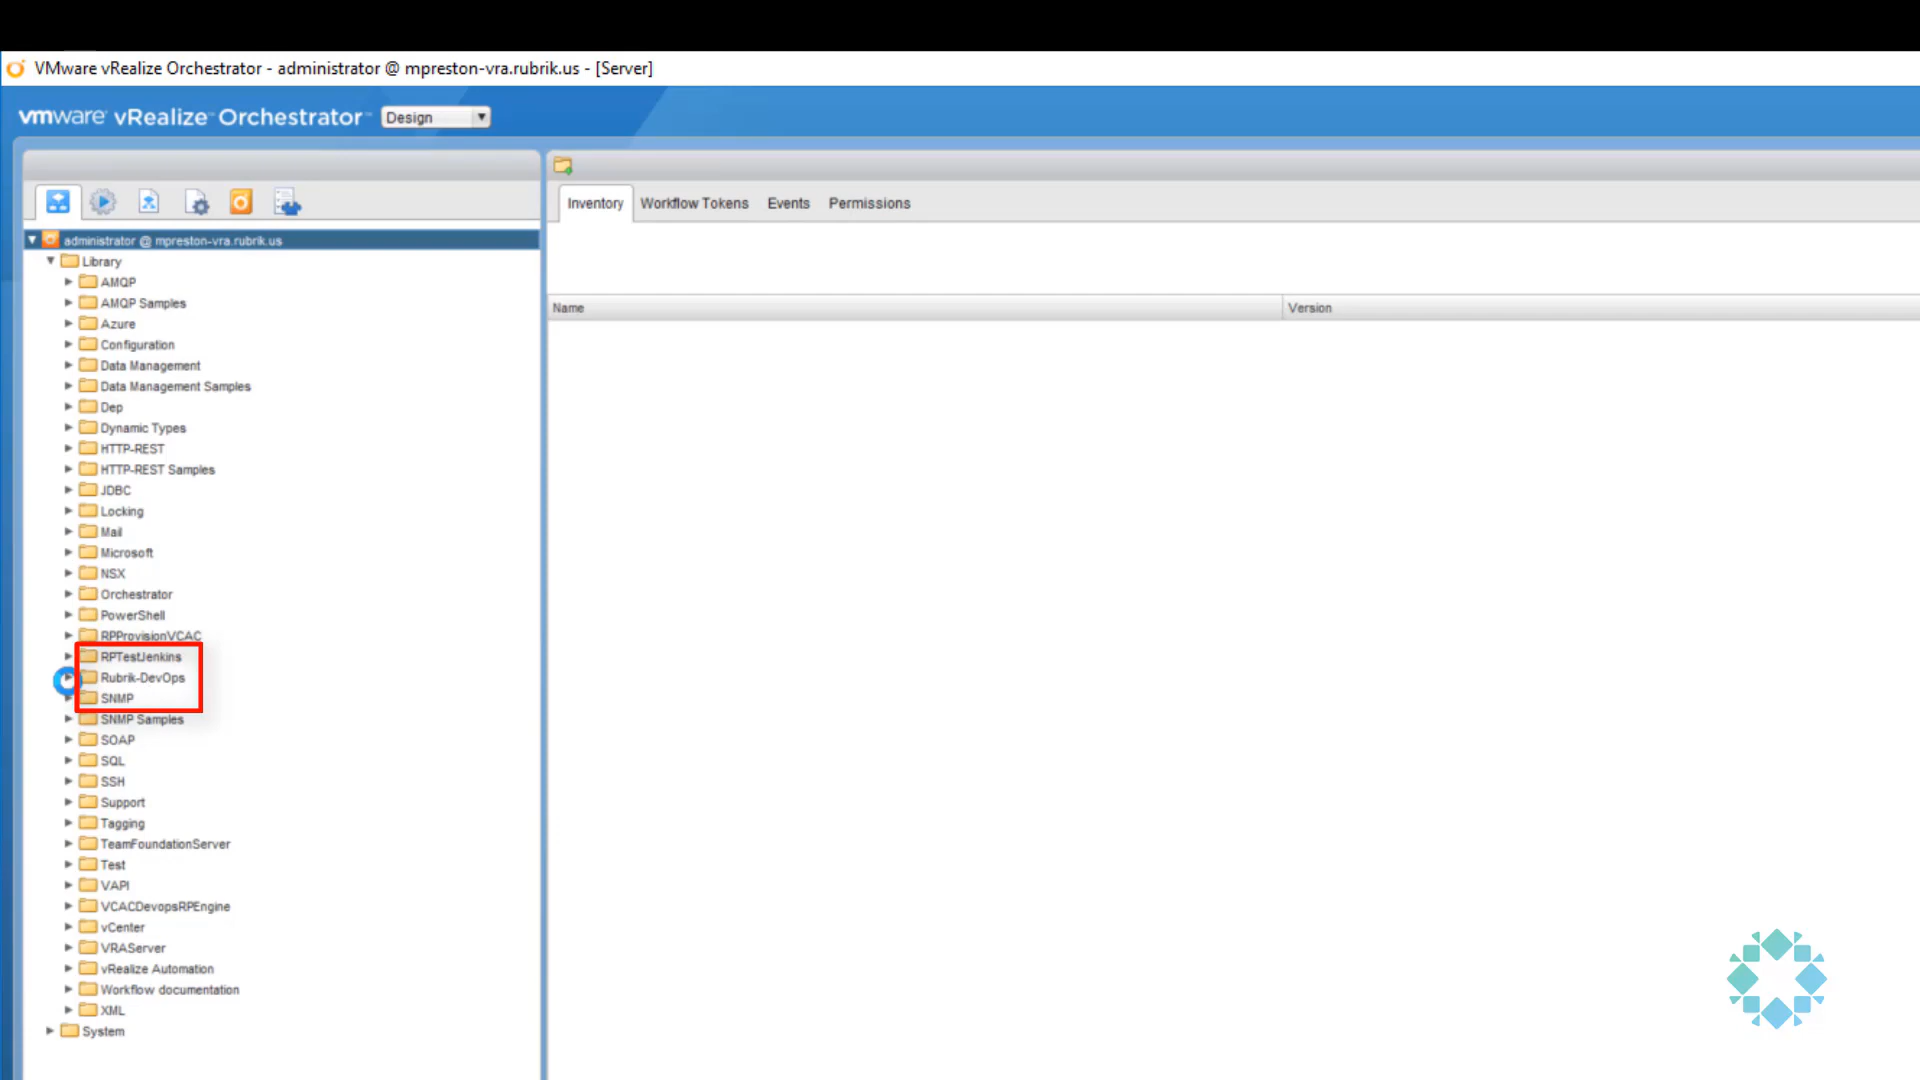 VMware vRealize Orchestrator - administrator @ mpreston-vra.rubrik.us - [Server]
vmware vRealize™ Orchestrator™ Design
Inventory Workflow Tokens Events Permissions
administrator @ mpreston-vra.rubrik.us
Library
AMQP
AMQP Samples
Azure
Configuration
Data Management
Data Management Samples
Dep
Dynamic Types
HTTP-REST
HTTP-REST Samples
JDBC
Locking
Mail
Microsoft
NSX
Orchestrator
PowerShell
RPProvisionVCAC
RPTestJenkins
Rubrik-DevOps
SNMP
SNMP Samples
SOAP
SQL
SSH
Support
Tagging
TeamFoundationServer
Test
VAPI
VCACDevopsRPEngine
vCenter
VRAServer
vRealize Automation
Workflow documentation
XML
System
Name Version